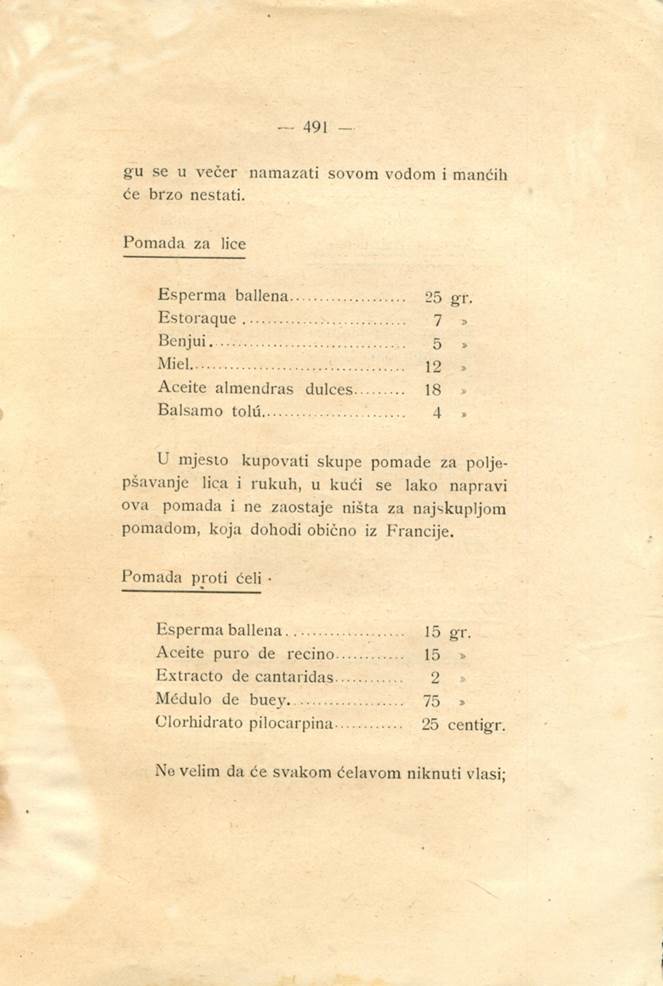 — 491 —
gu se u večer namazati sovom vodom i manćih
će brzo nestati.
Pomada za lice
Esperma ballena.................... 25 gr.
Estoraque ........................... 7 »
Benjui................................. 5 »
Miel.................................... 12 »
Aceite almendras dulces......... 18 »
Balsamo tolú........................ 4 »
U mjesto kupovati skupe pomade za polje-
pšavanje lica i rukuh, u kući se lako napravi
ova pomada i ne zaostaje ništa za najskupljom
pomadom, koja dohodi obično iz Francije.
Pomada proti ćeli
Esperma ballena.................... 15 gr.
Aceite puro de recino............ 15 »
Extracto de cantaridas............ 2 »
Médulo de buey.................... 75 »
Clorhidrato pilocarpina............ 25 centigr.
Ne velim da će svakom ćelavom niknuti vlasi;